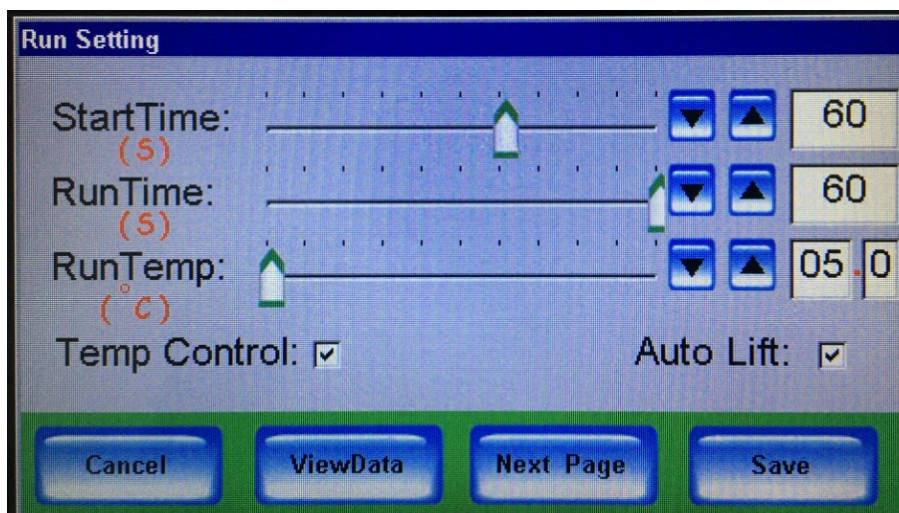 Run Setting
StartTime: 60
(S)
RunTime: 60
(S)
RunTemp: 05.0
(°C)
Temp Control: Auto Lift:
Cancel ViewData Next Page Save